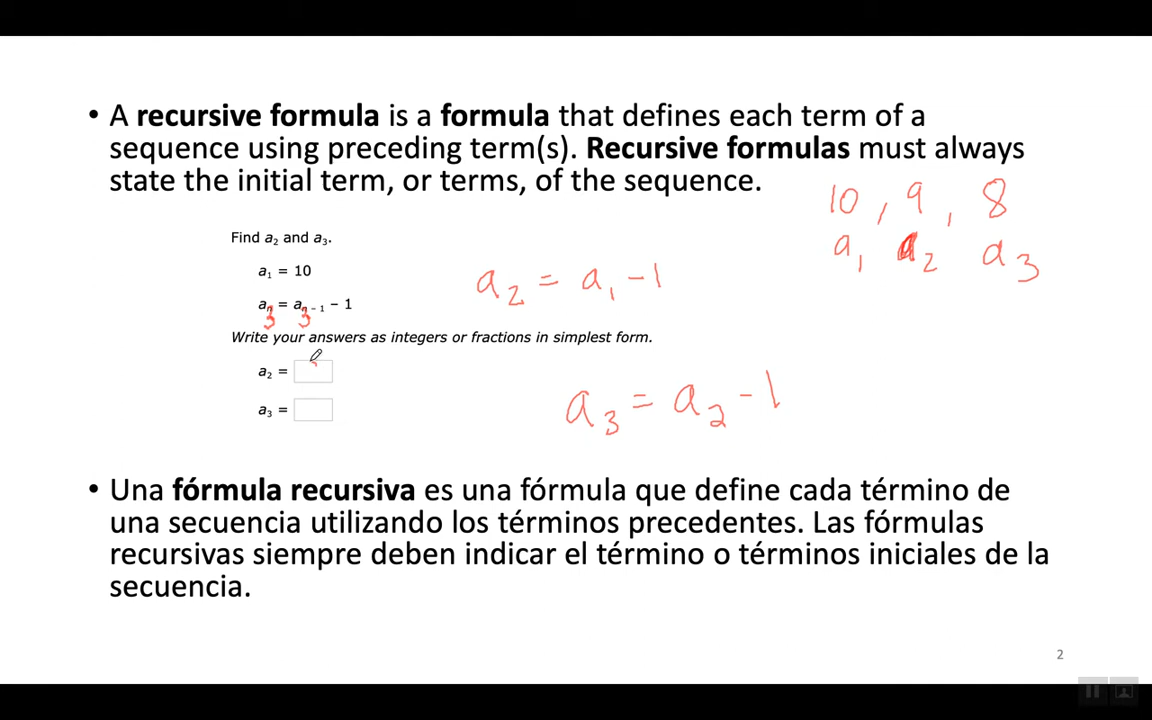 • A recursive formula is a formula that defines each term of a
sequence using preceding term(s). Recursive formulas must always
state the initial term, or terms, of the sequence.
10, 9, 8
a₁ a₂ a₃
Find a₂ and a₃.
a₁ = 10
a₂ = a₁ - 1
aₙ = aₙ₋₁ - 1
3 3
Write your answers as integers or fractions in simplest form.
a₂ =
a₃ =
a₃ = a₂ - 1
• Una fórmula recursiva es una fórmula que define cada término de
una secuencia utilizando los términos precedentes. Las fórmulas
recursivas siempre deben indicar el término o términos iniciales de la
secuencia.
2